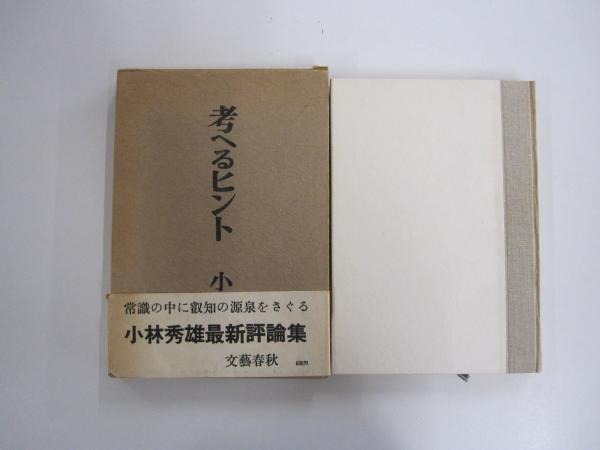 考へるヒント
小
常識の中に叡知の源泉をさぐる
小林秀雄最新評論集
文藝春秋